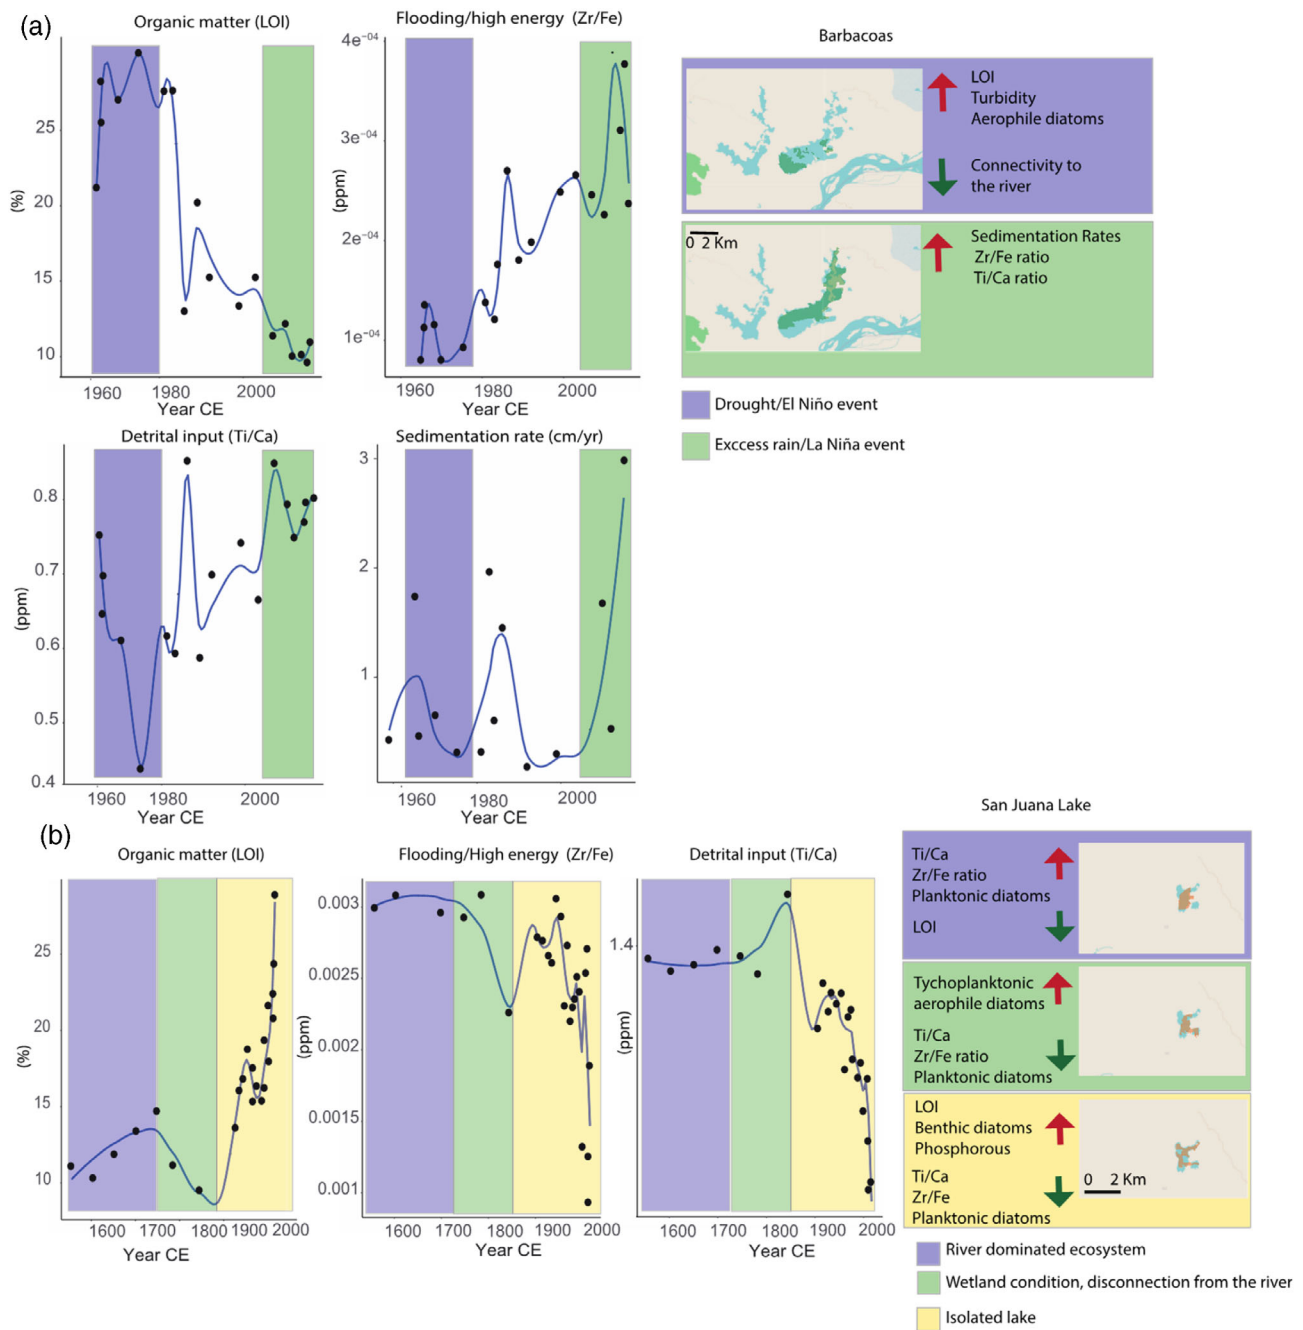 (a)
Organic matter (LOI)
(%)
25
20
15
10
1960
1980
2000
Year CE
Flooding/high energy (Zr/Fe)
(ppm)
4e-04
3e-04
2e-04
1e-04
1960
1980
2000
Year CE
Barbacoas
LOI
Turbidity
Aerophile diatoms
Connectivity to
the river
0 2 Km
Sedimentation Rates
Zr/Fe ratio
Ti/Ca ratio
Drought/El Niño event
Exccess rain/La Niña event
Detrital input (Ti/Ca)
(ppm)
0.8
0.7
0.6
0.5
0.4
1960
1980
2000
Year CE
Sedimentation rate (cm/yr)
3
2
1
1960
1980
2000
Year CE
(b)
Organic matter (LOI)
(%)
25
20
15
10
1600
1700
1800
1900
2000
Year CE
Flooding/High energy (Zr/Fe)
(ppm)
0.003
0.0025
0.002
0.0015
0.001
1600
1700
1800
1900
2000
Year CE
Detrital input (Ti/Ca)
(ppm)
1.4
1600
1700
1800
1900
2000
Year CE
San Juana Lake
Ti/Ca
Zr/Fe ratio
Planktonic diatoms
LOI
Tychoplanktonic
aerophile diatoms
Ti/Ca
Zr/Fe ratio
Planktonic diatoms
LOI
Benthic diatoms
Phosphorous
Ti/Ca
Zr/Fe
Planktonic diatoms
0 2 Km
River dominated ecosystem
Wetland condition, disconnection from the river
Isolated lake